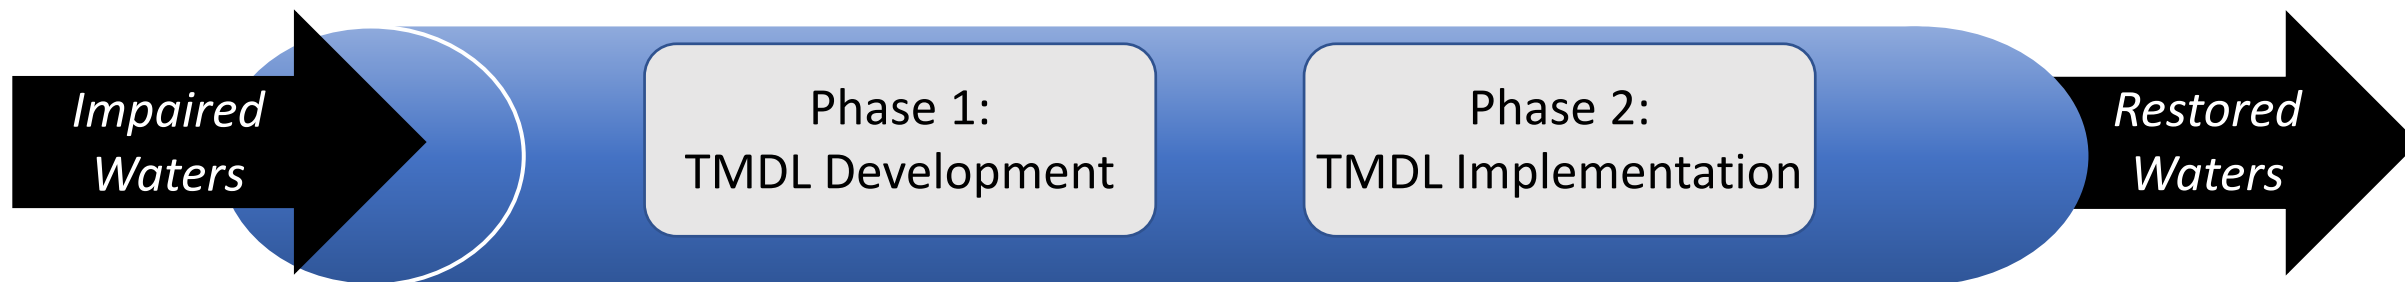 Impaired
Waters
Phase 1:
TMDL Development
Phase 2:
TMDL Implementation
Restored
Waters